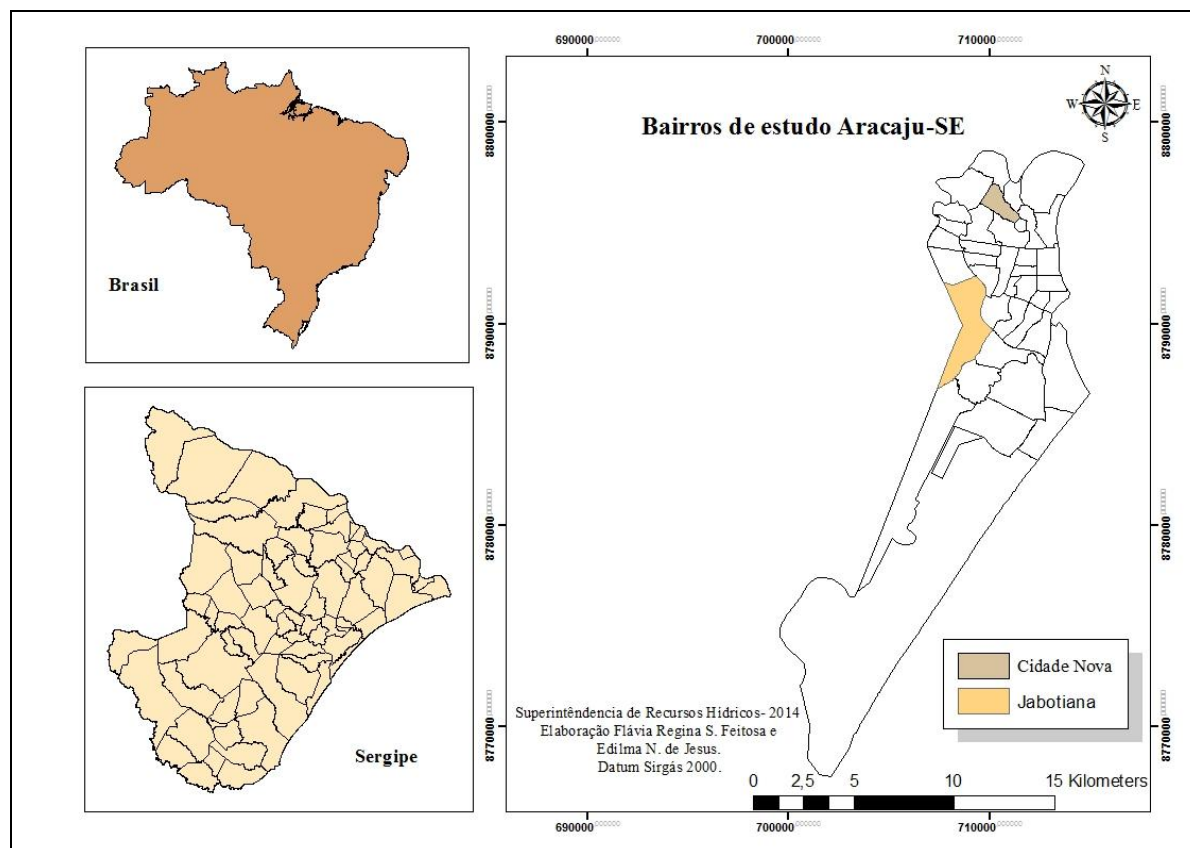 690000 700000 710000
N
W E
S
Bairros de estudo Aracaju-SE
Brasil
8800000 8800000
8790000 8790000
8780000 8780000
8770000 8770000
Sergipe
Cidade Nova
Jabotiana
Superintêndencia de Recursos Hídricos- 2014
Elaboração Flávia Regina S. Feitosa e
Edilma N. de Jesus.
Datum Sirgás 2000.
0 2,5 5 10 15 Kilometers
690000 700000 710000